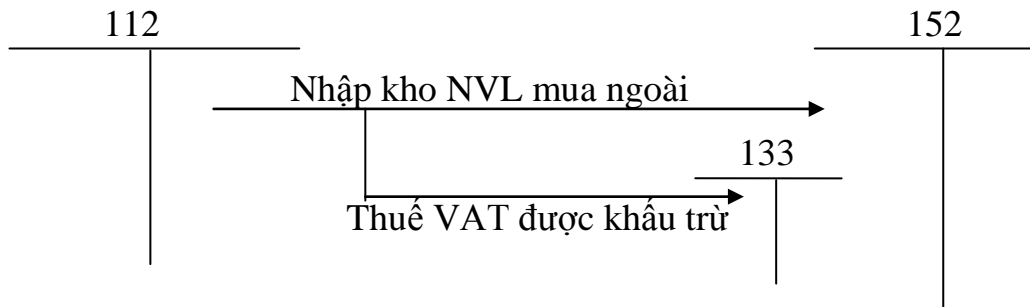 112
152
Nhập kho NVL mua ngoài
133
Thuế VAT được khấu trừ